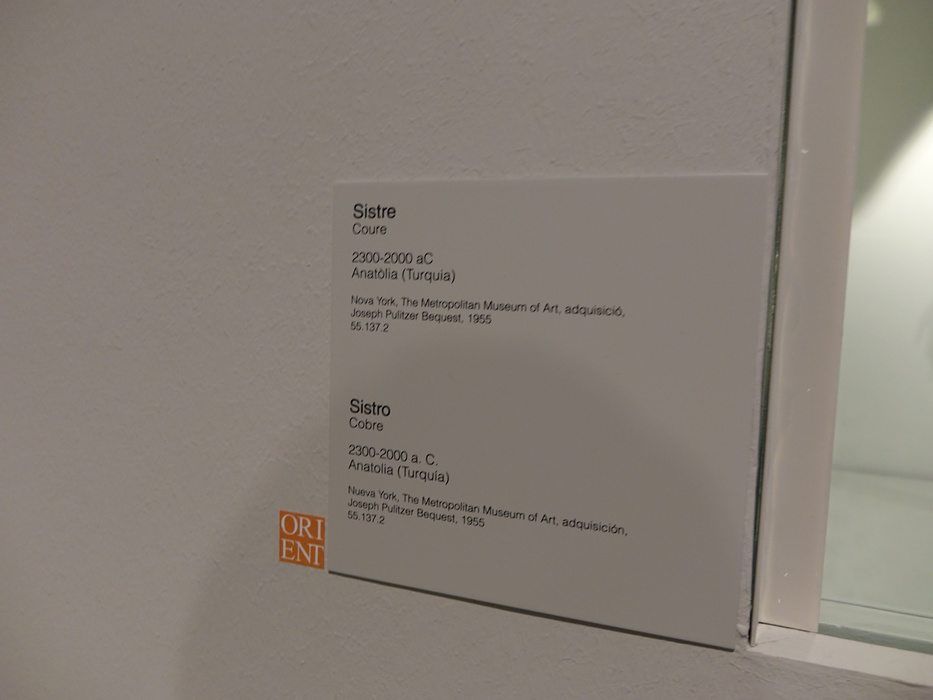 Sistre
Coure
2300-2000 aC
Anatòlia (Turquia)
Nova York, The Metropolitan Museum of Art, adquisició,
Joseph Pulitzer Bequest, 1955
55.137.2
Sistro
Cobre
2300-2000 a. C.
Anatolia (Turquía)
Nueva York, The Metropolitan Museum of Art, adquisición,
Joseph Pulitzer Bequest, 1955
55.137.2
ORI
ENT